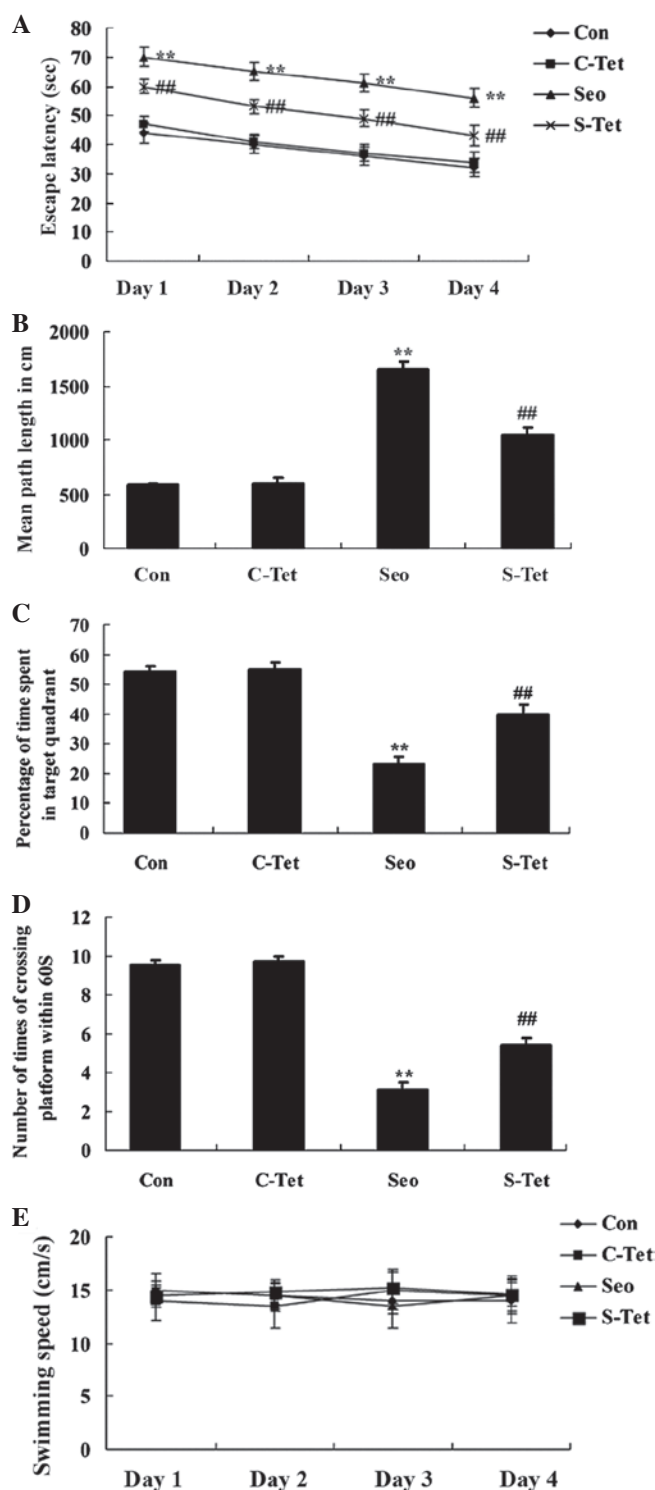 A
Escape latency (sec)
80
70
60
50
40
30
20
10
0
** ** ** **
## ## ## ##
Day 1 Day 2 Day 3 Day 4
Con
C-Tet
Seo
S-Tet
B
Mean path length in cm
2000
1500
1000
500
0
**
##
Con C-Tet Seo S-Tet
C
Percentage of time spent
in target quadrant
70
60
50
40
30
20
10
0
**
##
Con C-Tet Seo S-Tet
D
Number of times of crossing
platform within 60S
12
10
8
6
4
2
0
**
##
Con C-Tet Seo S-Tet
E
Swimming speed (cm/s)
20
15
10
5
0
Day 1 Day 2 Day 3 Day 4
Con
C-Tet
Seo
S-Tet